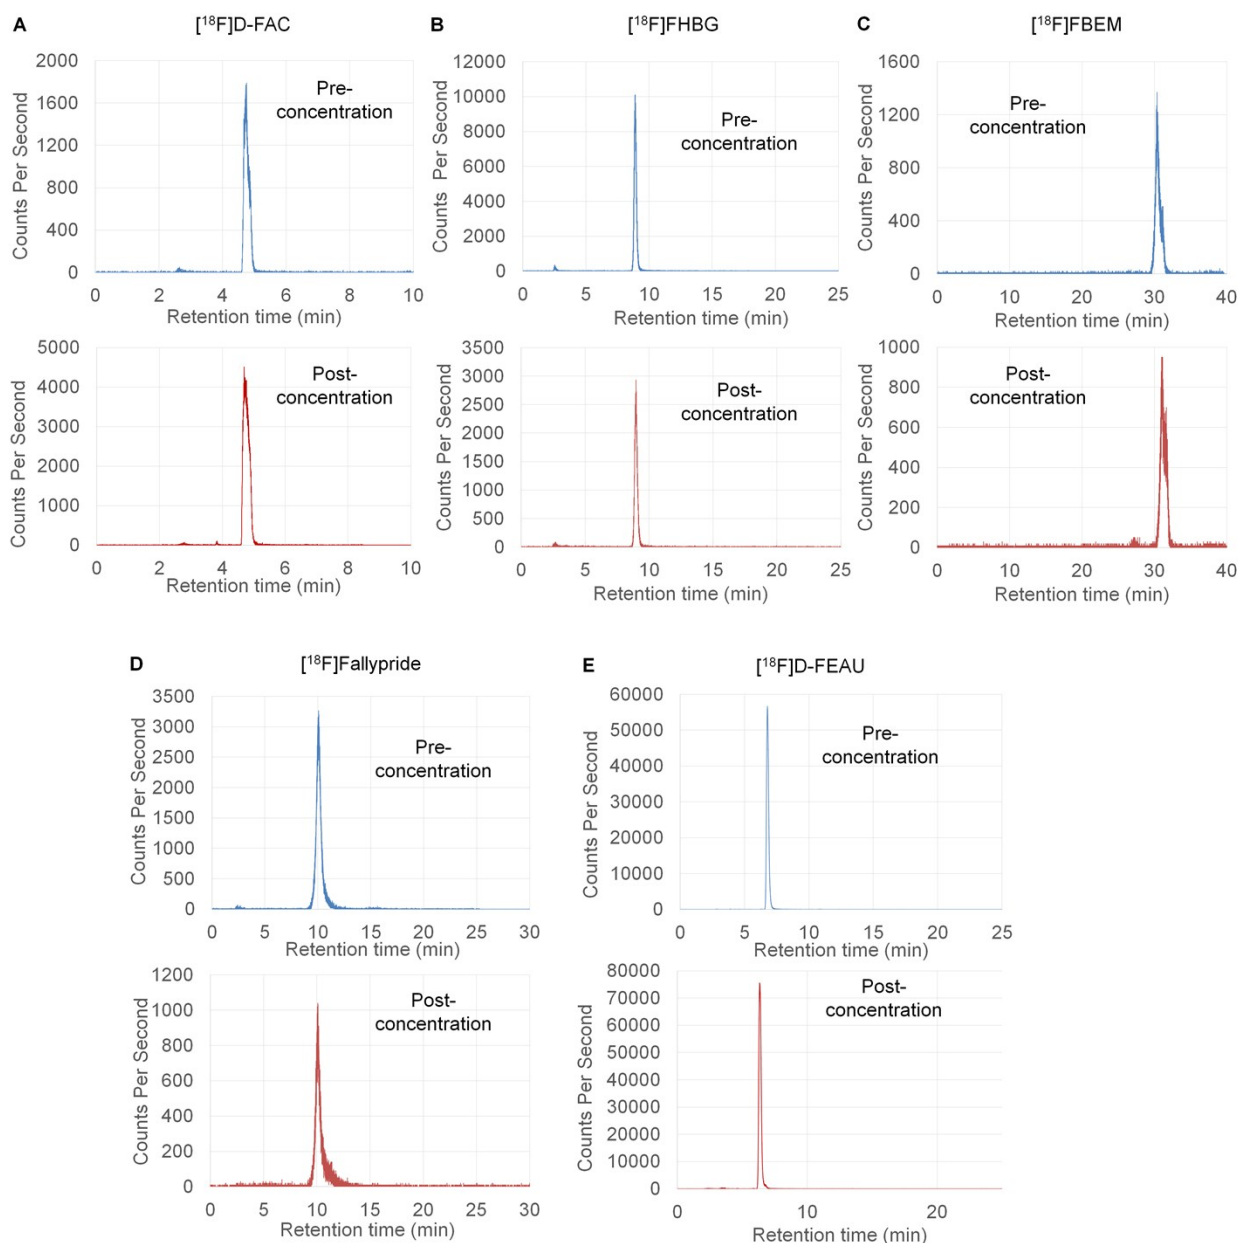 A
[¹⁸F]D-FAC
Counts Per Second
2000
1600
1200
800
400
0
Pre-
concentration
0 2 4 6 8 10
Retention time (min)
Counts Per Second
5000
4000
3000
2000
1000
0
Post-
concentration
0 2 4 6 8 10
Retention time (min)
B
[¹⁸F]FHBG
Counts Per Second
12000
10000
8000
6000
4000
2000
0
Pre-
concentration
0 5 10 15 20 25
Retention time (min)
Counts Per Second
3500
3000
2500
2000
1500
1000
500
0
Post-
concentration
0 5 10 15 20 25
Retention time (min)
C
[¹⁸F]FBEM
Counts Per Second
1600
1200
800
400
0
Pre-
concentration
0 10 20 30 40
Retention time (min)
Counts Per Second
1000
800
600
400
200
0
Post-
concentration
0 10 20 30 40
Retention time (min)
D
[¹⁸F]Fallypride
Counts Per Second
3500
3000
2500
2000
1500
1000
500
0
Pre-
concentration
0 5 10 15 20 25 30
Retention time (min)
Counts Per Second
1200
1000
800
600
400
200
0
Post-
concentration
0 5 10 15 20 25 30
Retention time (min)
E
[¹⁸F]D-FEAU
Counts Per Second
60000
50000
40000
30000
20000
10000
0
Pre-
concentration
0 5 10 15 20 25
Retention time (min)
Counts Per Second
80000
70000
60000
50000
40000
30000
20000
10000
0
Post-
concentration
0 10 20
Retention time (min)